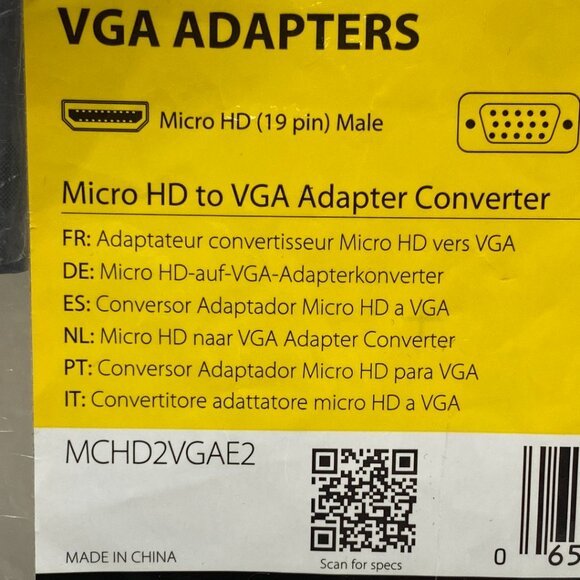 VGA ADAPTERS
Micro HD (19 pin) Male
Micro HD to VGA Adapter Converter
FR: Adaptateur convertisseur Micro HD vers VGA
DE: Micro HD-auf-VGA-Adapterkonverter
ES: Conversor Adaptador Micro HD a VGA
NL: Micro HD naar VGA Adapter Converter
PT: Conversor Adaptador Micro HD para VGA
IT: Convertitore adattatore micro HD a VGA
MCHD2VGAE2
MADE IN CHINA
Scan for specs
0 65